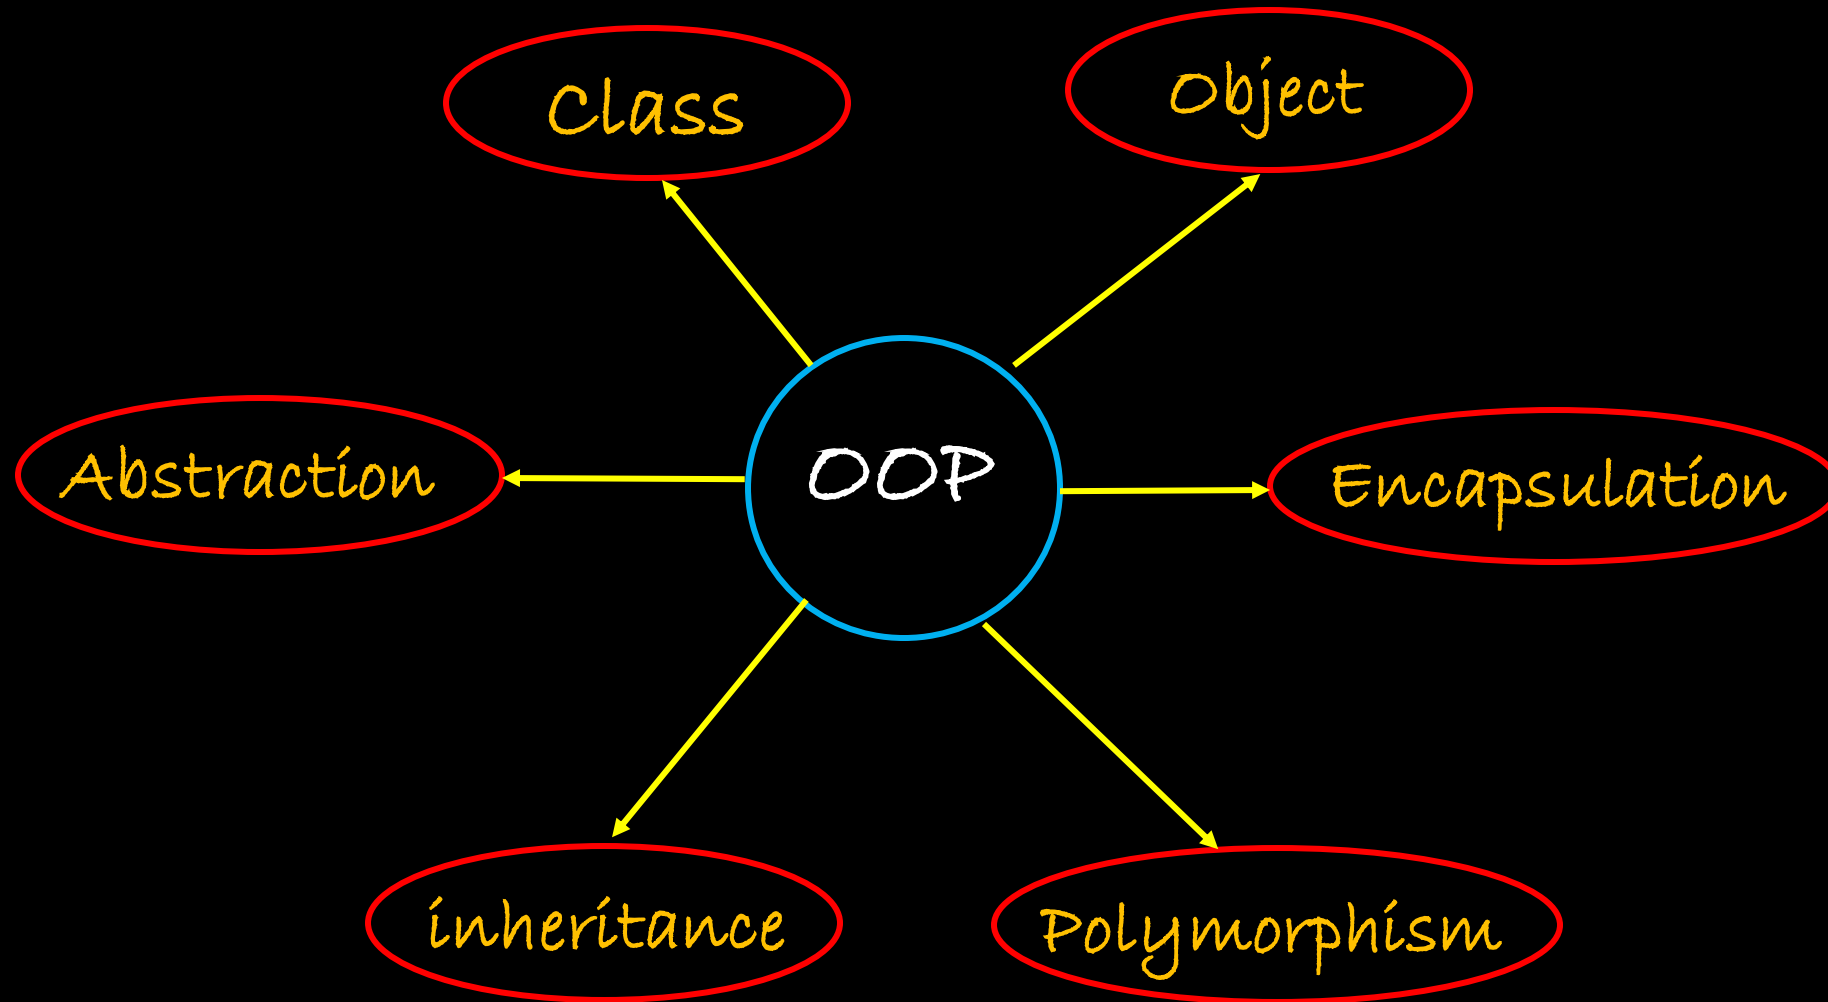 Class
Object
Abstraction
OOP
Encapsulation
inheritance
Polymorphism